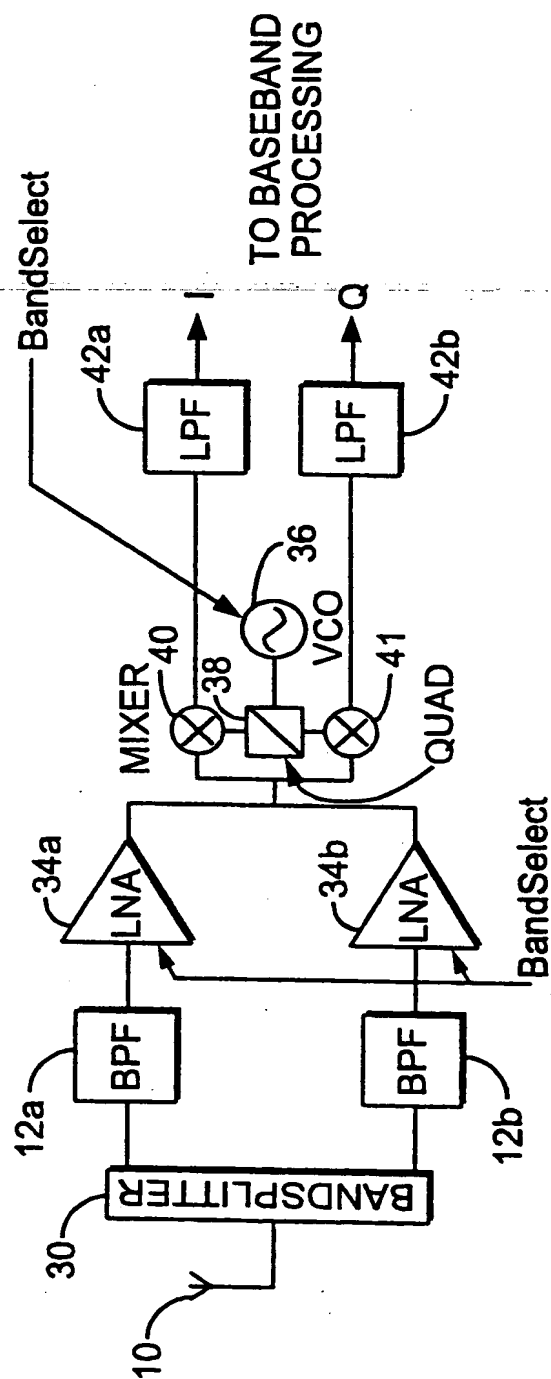 10
30
BANDSPLITTER
12a
BPF
12b
BPF
34a
LNA
34b
LNA
BandSelect
MIXER
40
38
QUAD
41
VCO
36
BandSelect
42a
LPF
42b
LPF
I
Q
TO BASEBAND
PROCESSING